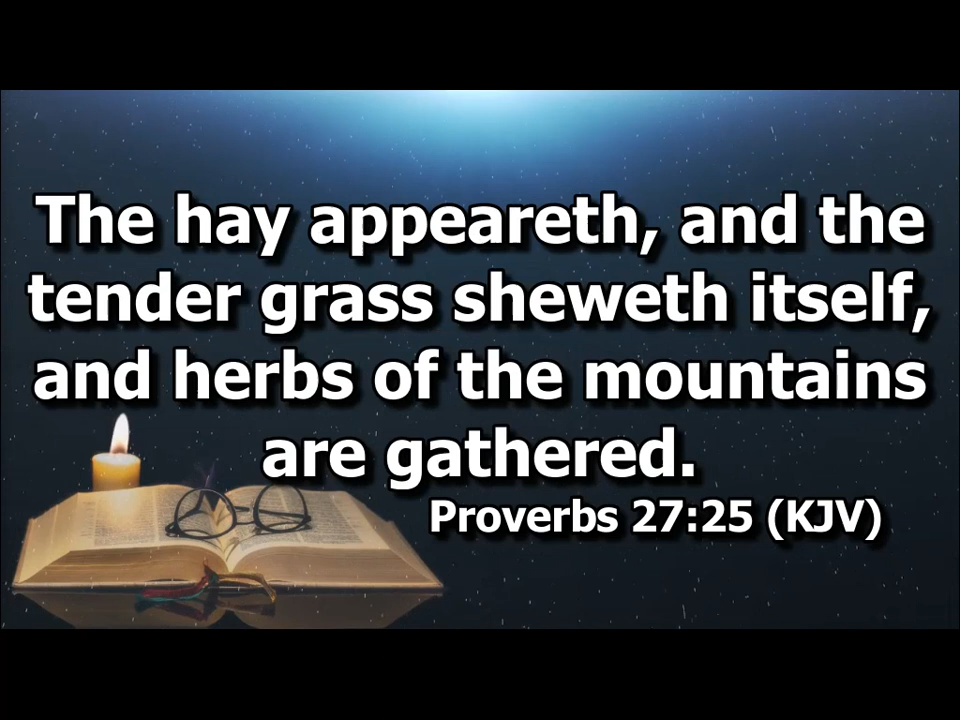 The hay appeareth, and the
tender grass sheweth itself,
and herbs of the mountains
are gathered.
Proverbs 27:25 (KJV)